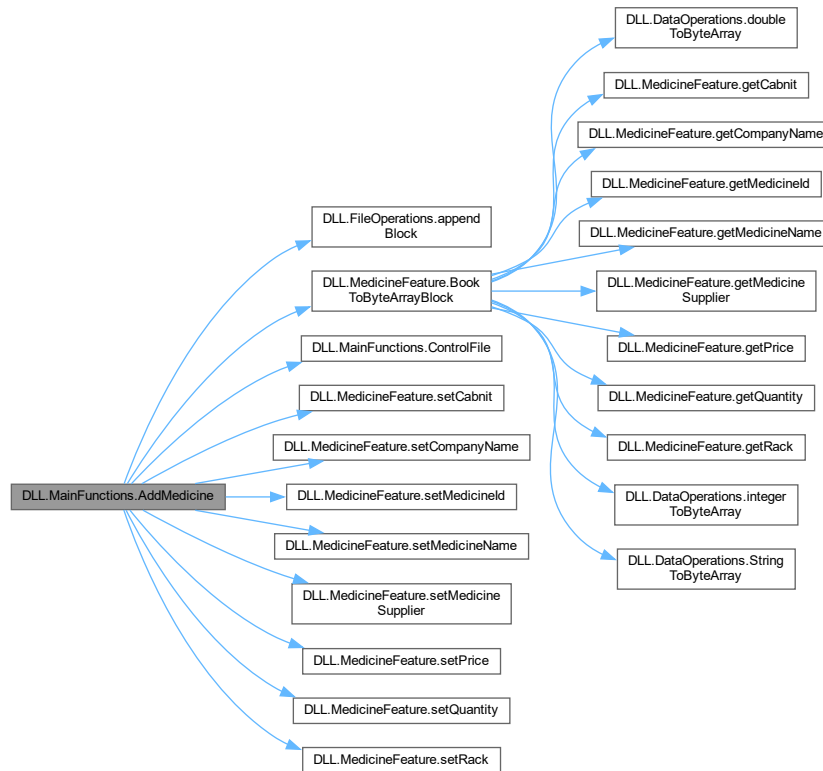 DLL.MainFunctions.AddMedicine
DLL.FileOperations.append
Block
DLL.MedicineFeature.Book
ToByteArrayBlock
DLL.MainFunctions.ControlFile
DLL.MedicineFeature.setCabnit
DLL.MedicineFeature.setCompanyName
DLL.MedicineFeature.setMedicineId
DLL.MedicineFeature.setMedicineName
DLL.MedicineFeature.setMedicine
Supplier
DLL.MedicineFeature.setPrice
DLL.MedicineFeature.setQuantity
DLL.MedicineFeature.setRack
DLL.DataOperations.double
ToByteArray
DLL.MedicineFeature.getCabnit
DLL.MedicineFeature.getCompanyName
DLL.MedicineFeature.getMedicineId
DLL.MedicineFeature.getMedicineName
DLL.MedicineFeature.getMedicine
Supplier
DLL.MedicineFeature.getPrice
DLL.MedicineFeature.getQuantity
DLL.MedicineFeature.getRack
DLL.DataOperations.integer
ToByteArray
DLL.DataOperations.String
ToByteArray